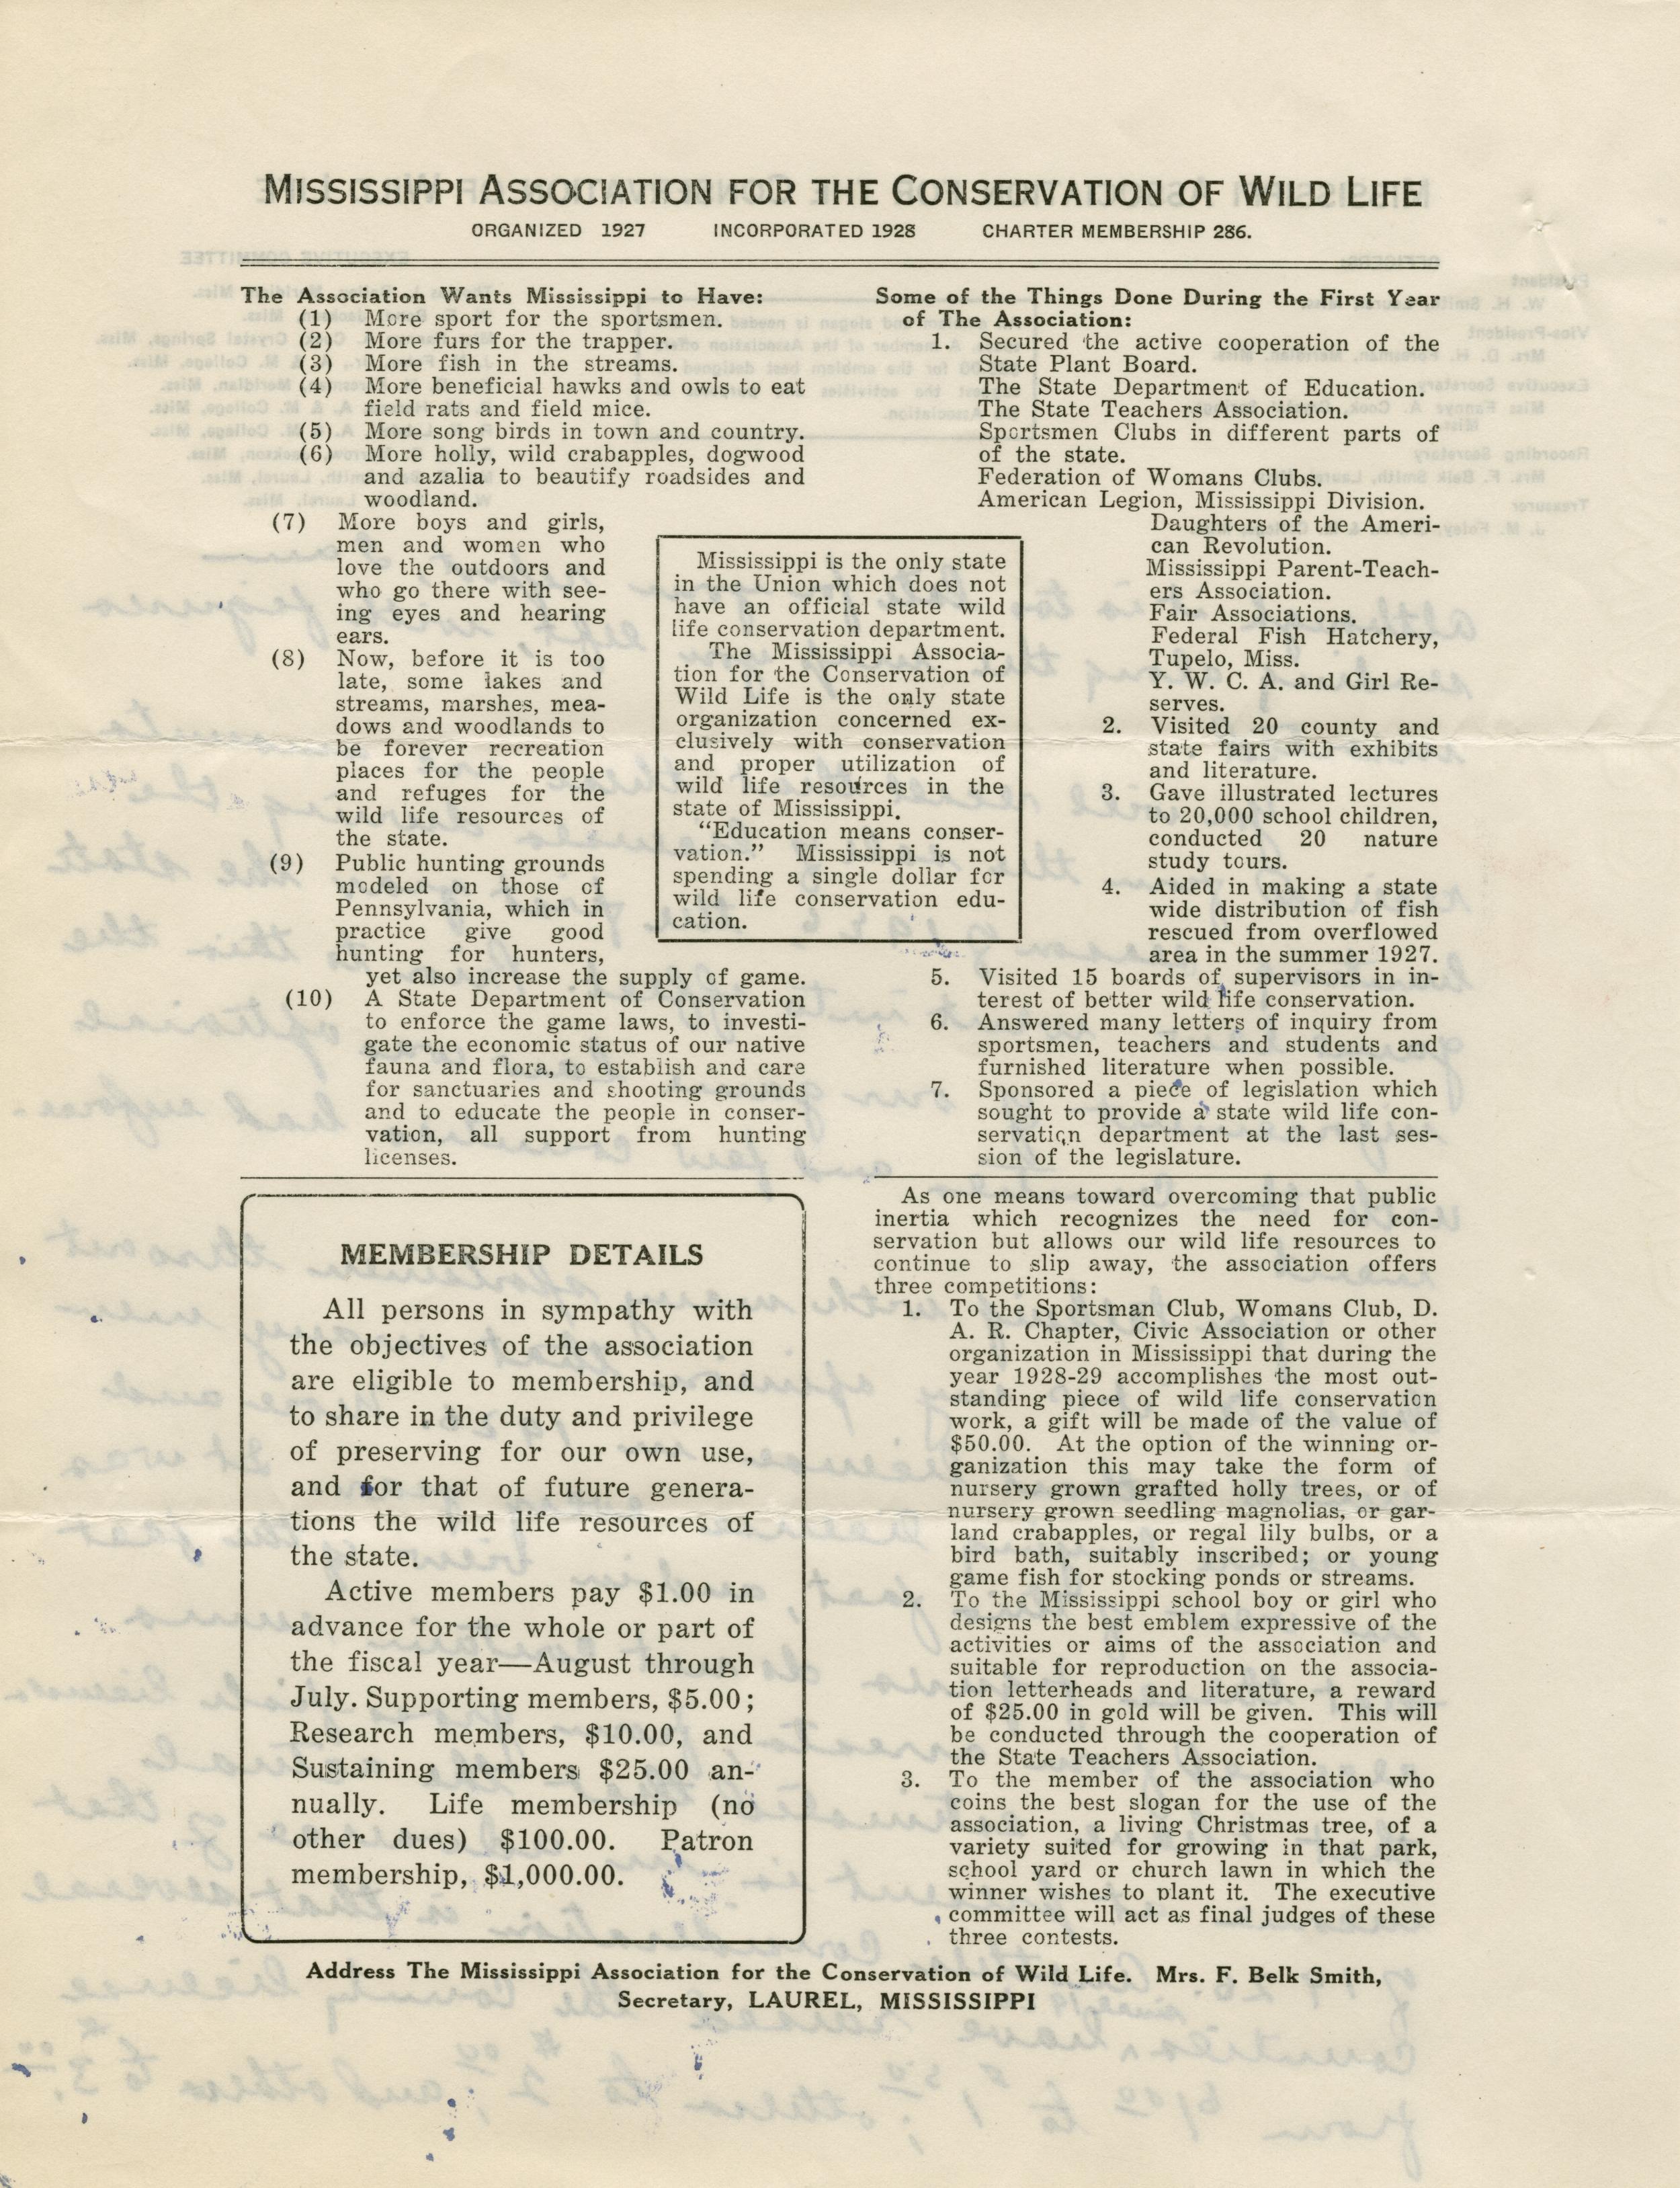 MISSISSIPPI ASSOCIATION FOR THE CONSERVATION OF WILD LIFE
ORGANIZED 1927 INCORPORATED 1928 CHARTER MEMBERSHIP 286.
The Association Wants Mississippi to Have:
(1) More sport for the sportsmen.
(2) More furs for the trapper.
(3) More fish in the streams.
(4) More beneficial hawks and owls to eat
field rats and field mice.
(5) More song birds in town and country.
(6) More holly, wild crabapples, dogwood
and azalia to beautify roadsides and
woodland.
(7) More boys and girls,
men and women who
love the outdoors and
who go there with see-
ing eyes and hearing
ears.
(8) Now, before it is too
late, some lakes and
streams, marshes, mea-
dows and woodlands to
be forever recreation
places for the people
and refuges for the
wild life resources of
the state.
(9) Public hunting grounds
modeled on those of
Pennsylvania, which in
practice give good
hunting for hunters,
yet also increase the supply of game.
(10) A State Department of Conservation
to enforce the game laws, to investi-
gate the economic status of our native
fauna and flora, to establish and care
for sanctuaries and shooting grounds
and to educate the people in conser-
vation, all support from hunting
licenses.
Mississippi is the only state
in the Union which does not
have an official state wild
life conservation department.
The Mississippi Associa-
tion for the Conservation of
Wild Life is the only state
organization concerned ex-
clusively with conservation
and proper utilization of
wild life resources in the
state of Mississippi.
"Education means conser-
vation." Mississippi is not
spending a single dollar for
wild life conservation edu-
cation.
Some of the Things Done During the First Year
of The Association:
1. Secured the active cooperation of the
State Plant Board.
The State Department of Education.
The State Teachers Association.
Sportsmen Clubs in different parts of
of the state.
Federation of Womans Clubs.
American Legion, Mississippi Division.
Daughters of the Ameri-
can Revolution.
Mississippi Parent-Teach-
ers Association.
Fair Associations.
Federal Fish Hatchery,
Tupelo, Miss.
Y. W. C. A. and Girl Re-
serves.
2. Visited 20 county and
state fairs with exhibits
and literature.
3. Gave illustrated lectures
to 20,000 school children,
conducted 20 nature
study tours.
4. Aided in making a state
wide distribution of fish
rescued from overflowed
area in the summer 1927.
5. Visited 15 boards of supervisors in in-
terest of better wild life conservation.
6. Answered many letters of inquiry from
sportsmen, teachers and students and
furnished literature when possible.
7. Sponsored a piece of legislation which
sought to provide a state wild life con-
servation department at the last ses-
sion of the legislature.
MEMBERSHIP DETAILS
All persons in sympathy with
the objectives of the association
are eligible to membership, and
to share in the duty and privilege
of preserving for our own use,
and for that of future genera-
tions the wild life resources of
the state.
Active members pay $1.00 in
advance for the whole or part of
the fiscal year—August through
July. Supporting members, $5.00;
Research members, $10.00, and
Sustaining members $25.00 an-
nually. Life membership (no
other dues) $100.00. Patron
membership, $1,000.00.
As one means toward overcoming that public
inertia which recognizes the need for con-
servation but allows our wild life resources to
continue to slip away, the association offers
three competitions:
1. To the Sportsman Club, Womans Club, D.
A. R. Chapter, Civic Association or other
organization in Mississippi that during the
year 1928-29 accomplishes the most out-
standing piece of wild life conservation
work, a gift will be made of the value of
$50.00. At the option of the winning or-
ganization this may take the form of
nursery grown grafted holly trees, or of
nursery grown seedling magnolias, or gar-
land crabapples, or regal lily bulbs, or a
bird bath, suitably inscribed; or young
game fish for stocking ponds or streams.
2. To the Mississippi school boy or girl who
designs the best emblem expressive of the
activities or aims of the association and
suitable for reproduction on the associa-
tion letterheads and literature, a reward
of $25.00 in gold will be given. This will
be conducted through the cooperation of
the State Teachers Association.
3. To the member of the association who
coins the best slogan for the use of the
association, a living Christmas tree, of a
variety suited for growing in that park,
school yard or church lawn in which the
winner wishes to plant it. The executive
committee will act as final judges of these
three contests.
Address The Mississippi Association for the Conservation of Wild Life. Mrs. F. Belk Smith,
Secretary, LAUREL, MISSISSIPPI